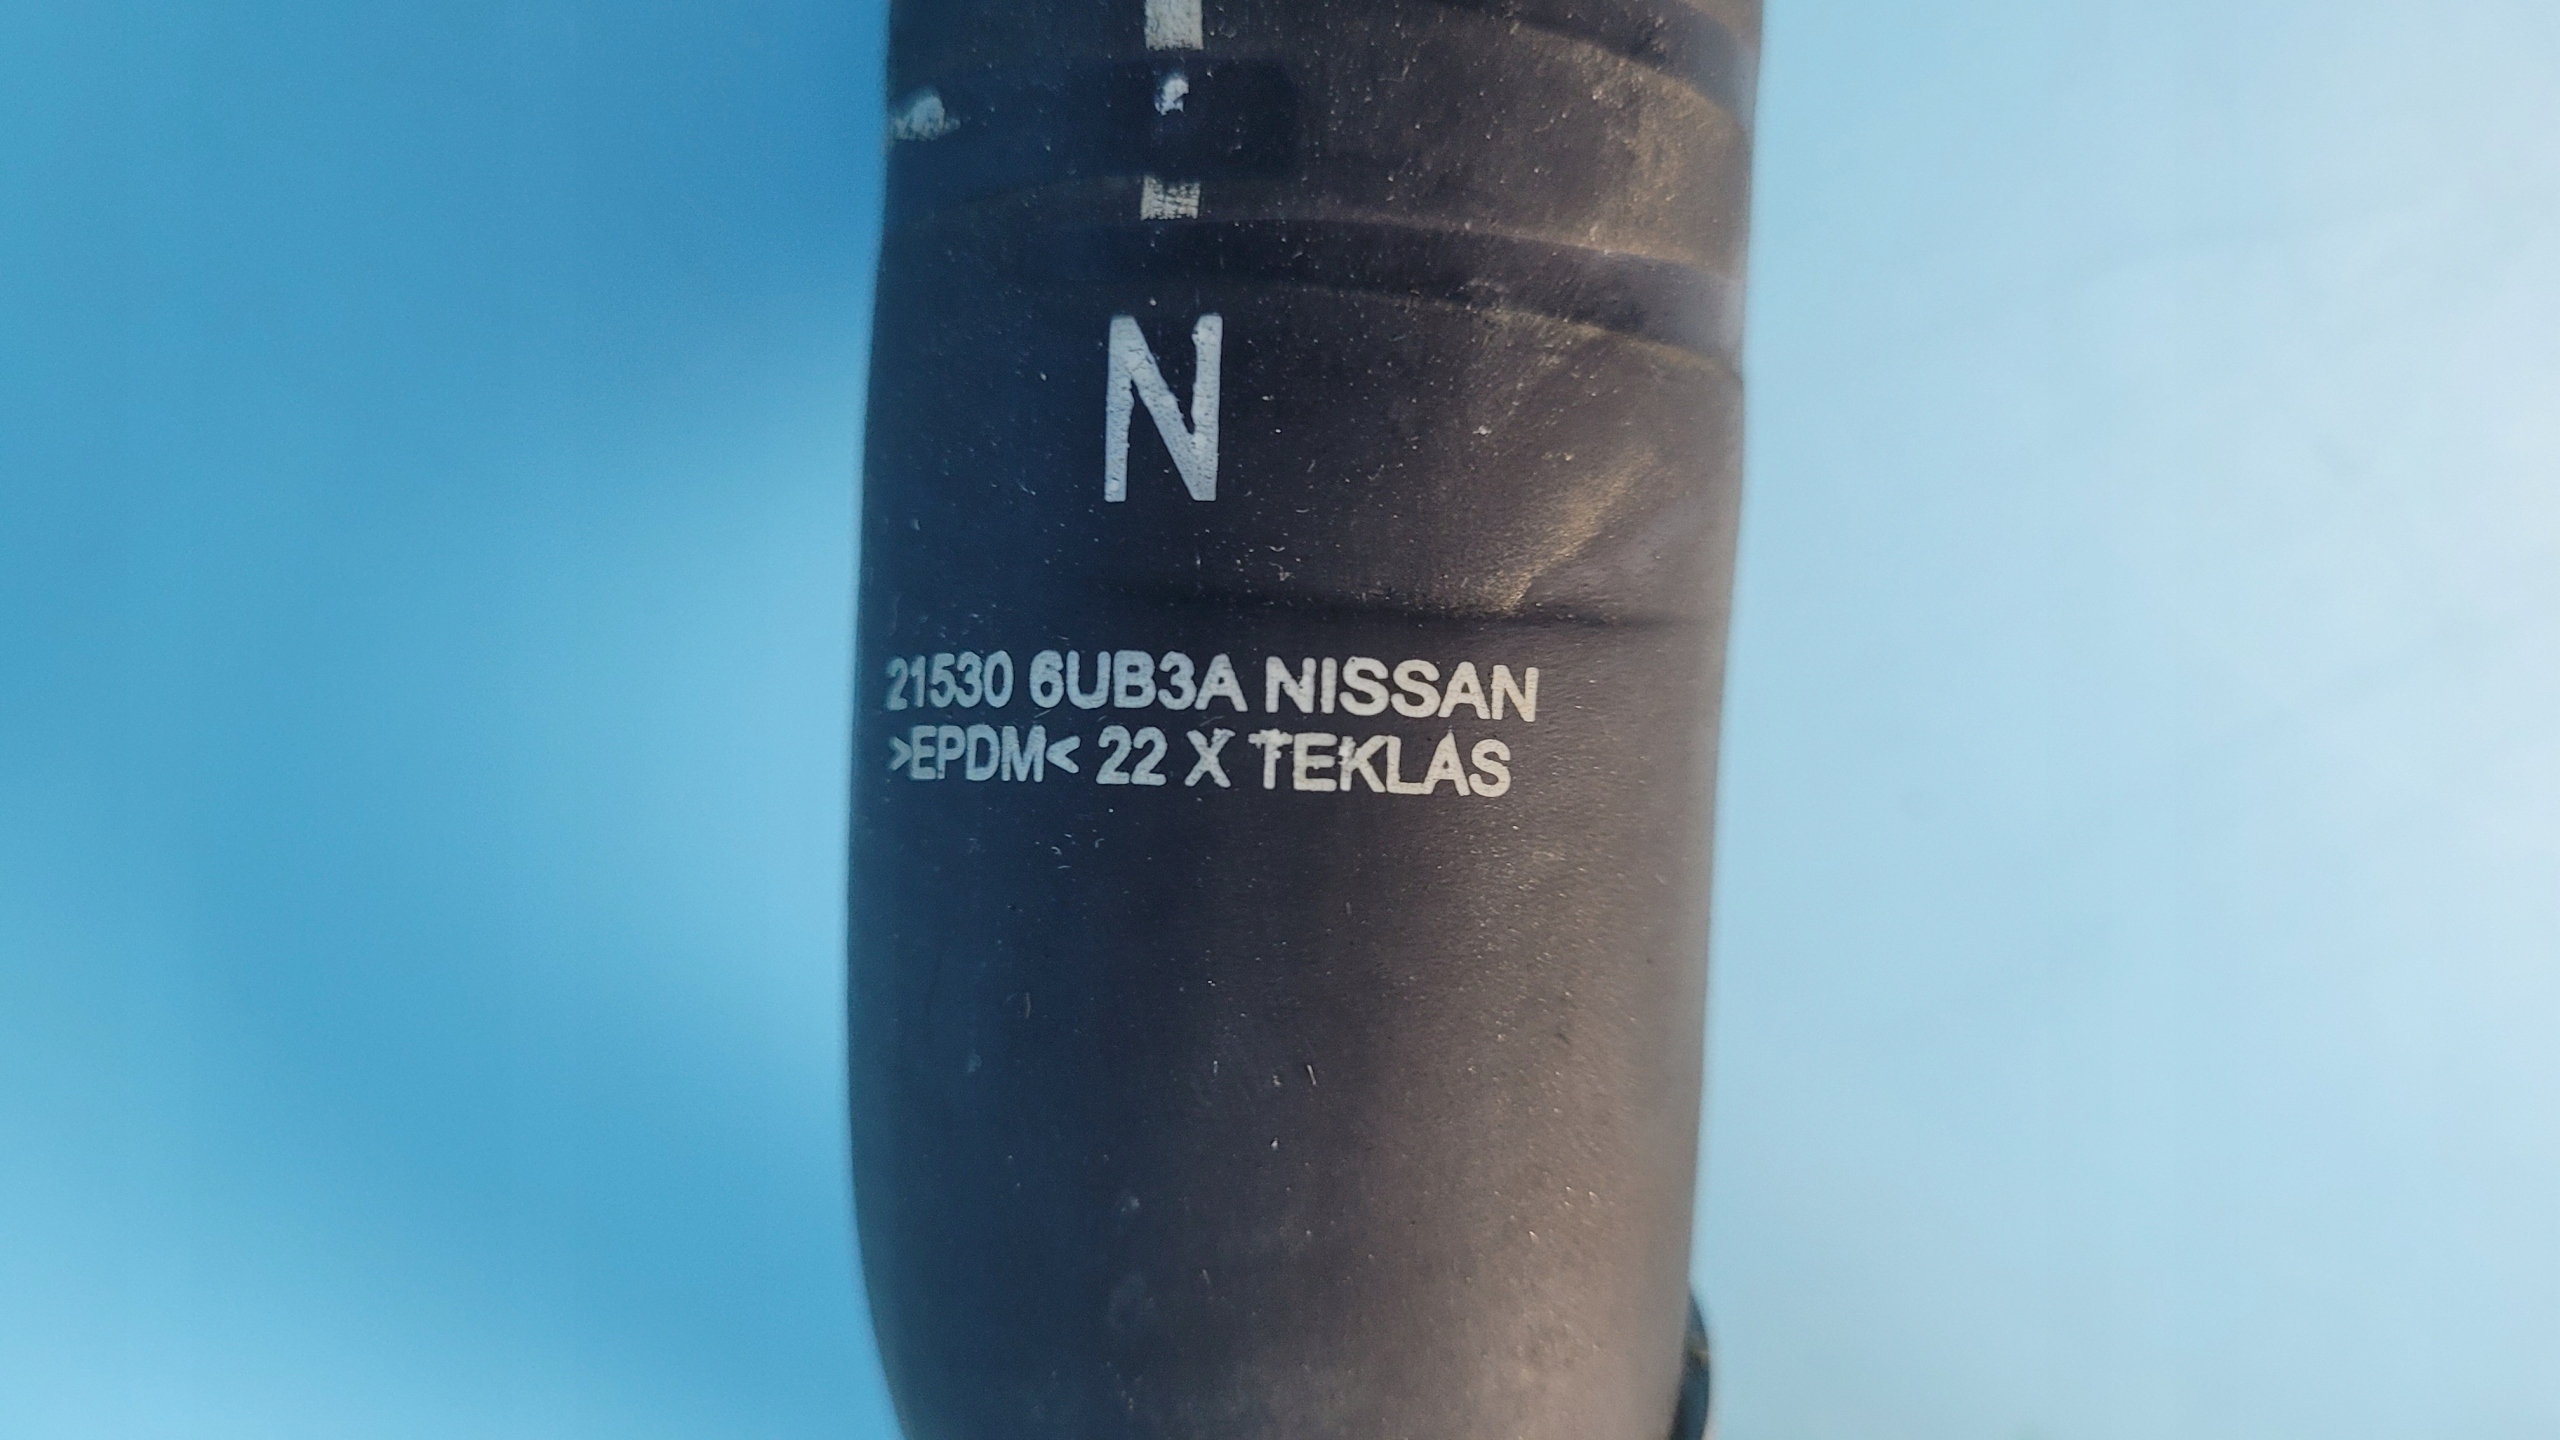 N
21530 6UB3A NISSAN
>EPDM< 22 X TEKLAS